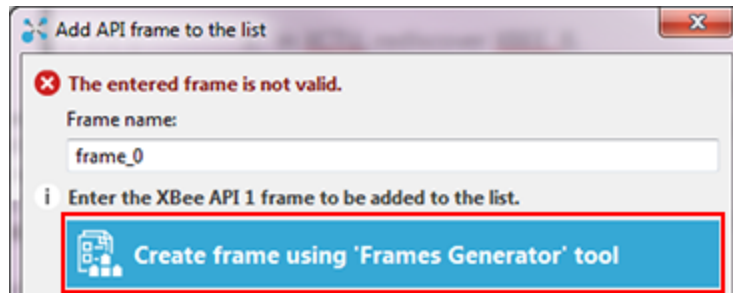 Add API frame to the list
The entered frame is not valid.
Frame name:
frame_0
Enter the XBee API 1 frame to be added to the list.
Create frame using 'Frames Generator' tool